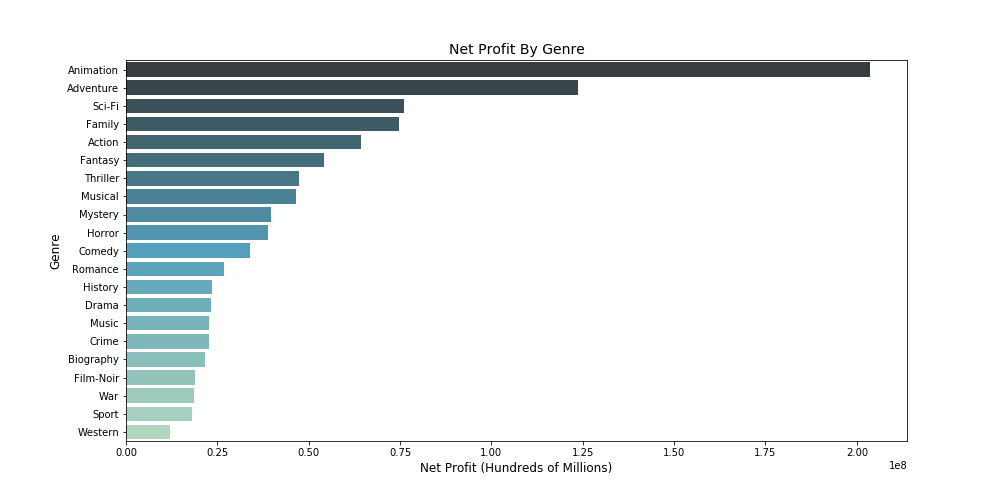 Net Profit By Genre
Genre
Animation
Adventure
Sci-Fi
Family
Action
Fantasy
Thriller
Musical
Mystery
Horror
Comedy
Romance
History
Drama
Music
Crime
Biography
Film-Noir
War
Sport
Western
0.00 0.25 0.50 0.75 1.00 1.25 1.50 1.75 2.00
1e8
Net Profit (Hundreds of Millions)